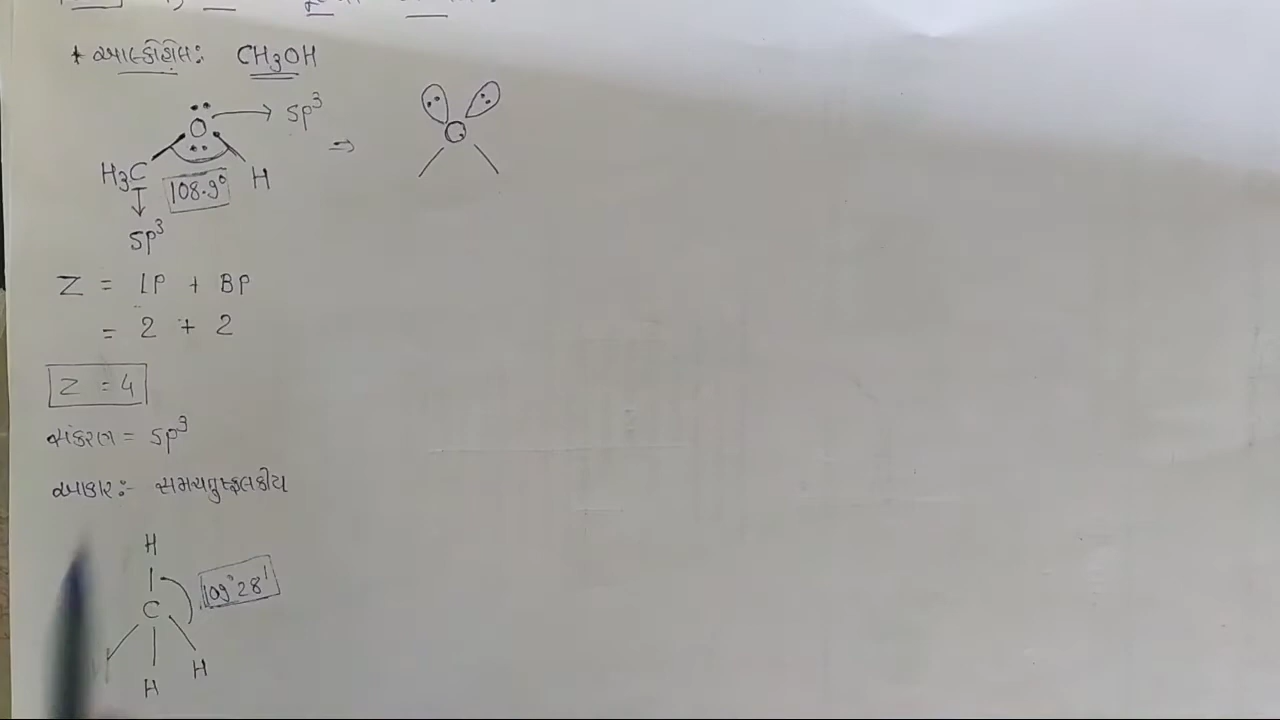 * આલ્કોહોલ: CH3OH
O → sp³ ⇒ O
H3C 108.9° H
sp³
Z = LP + BP
= 2 + 2
Z = 4
સંકરણ = sp³
આકાર:- સમચતુષ્ફલકીય
H
109°28'
C
H
H